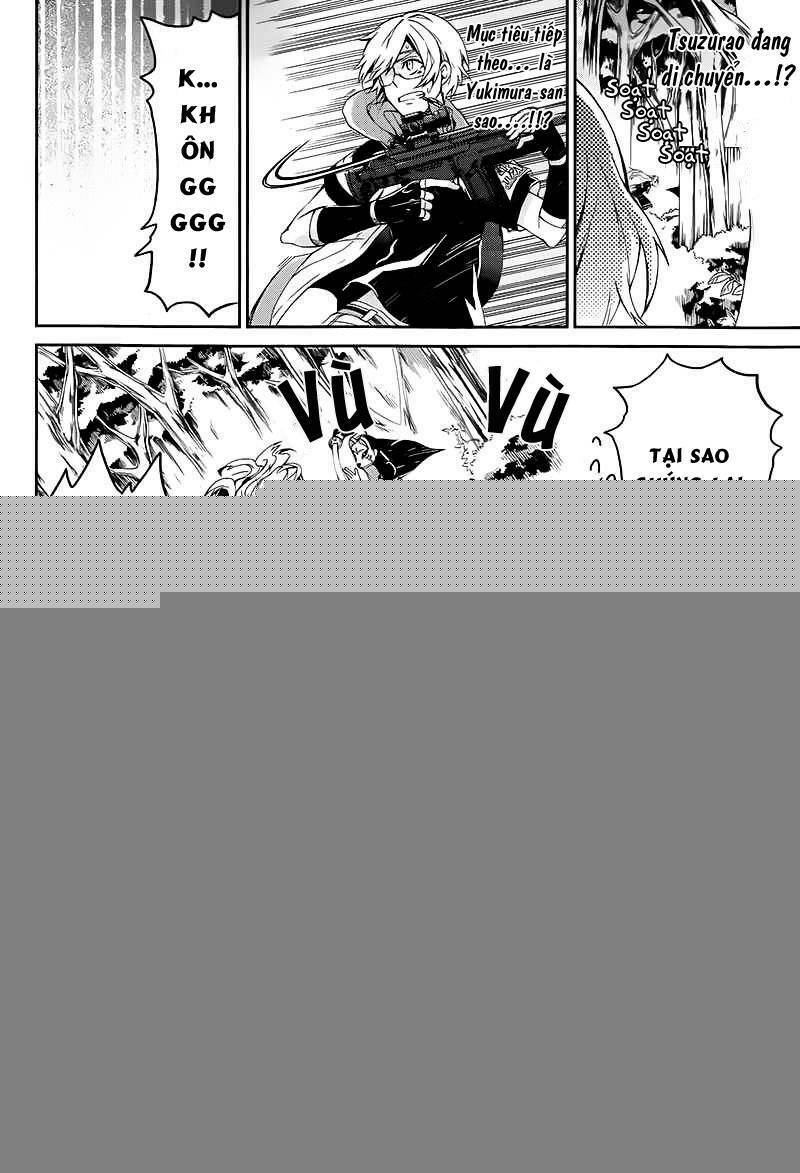 Tsuzurao đang
di chuyển...!?
Soạt
Soạt
Soạt
Soạt
Mục tiêu tiếp
theo... là
Yukimura-san
sao....!!?
K...
KH
ÔN
GG
GGG
!!
TẠI SAO
VÙ
VÙ